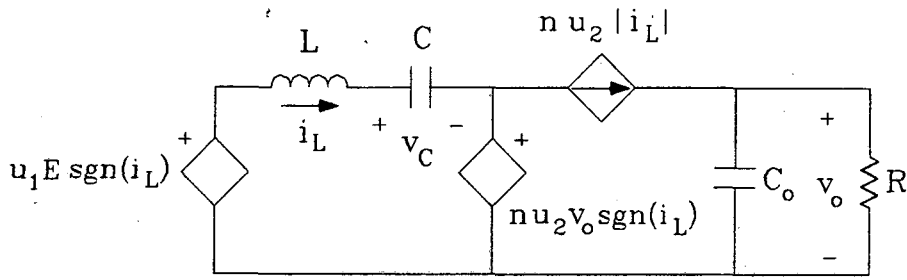 n u₂ |i_L|
L
C
+
i_L
+ v_C −
u₁E sgn(i_L)
+
n u₂v_o sgn(i_L)
C_o
+
v_o
−
R